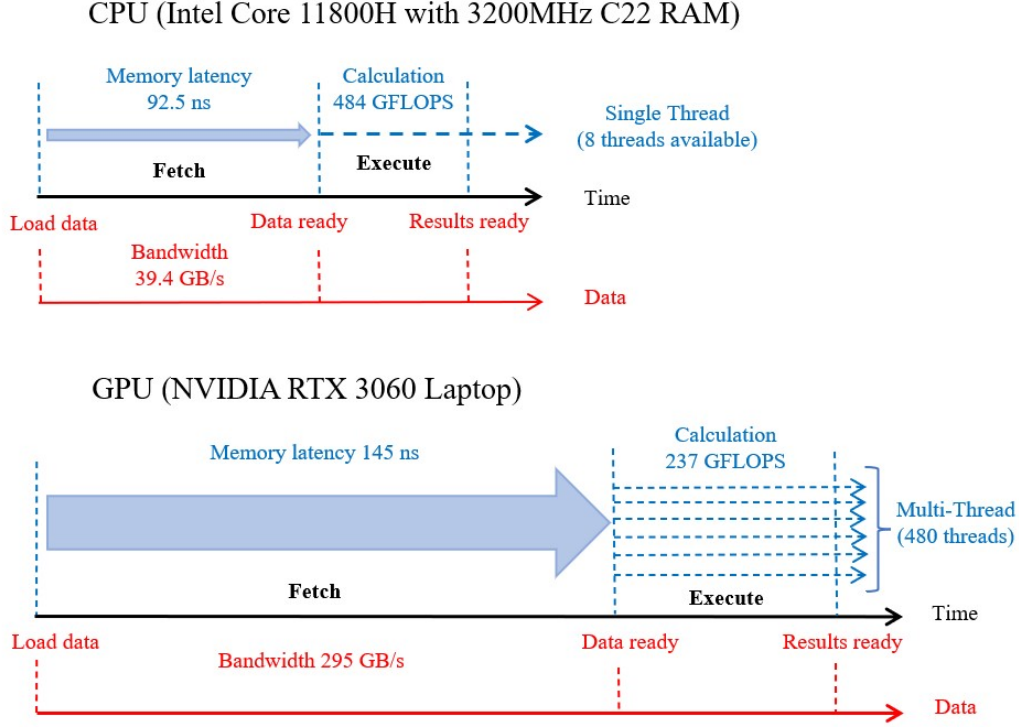 CPU (Intel Core 11800H with 3200MHz C22 RAM)
Memory latency
92.5 ns
Calculation
484 GFLOPS
Single Thread
(8 threads available)
Fetch
Execute
Time
Load data
Data ready
Results ready
Bandwidth
39.4 GB/s
Data
GPU (NVIDIA RTX 3060 Laptop)
Memory latency 145 ns
Calculation
237 GFLOPS
Multi-Thread
(480 threads)
Fetch
Execute
Time
Load data
Data ready
Results ready
Bandwidth 295 GB/s
Data